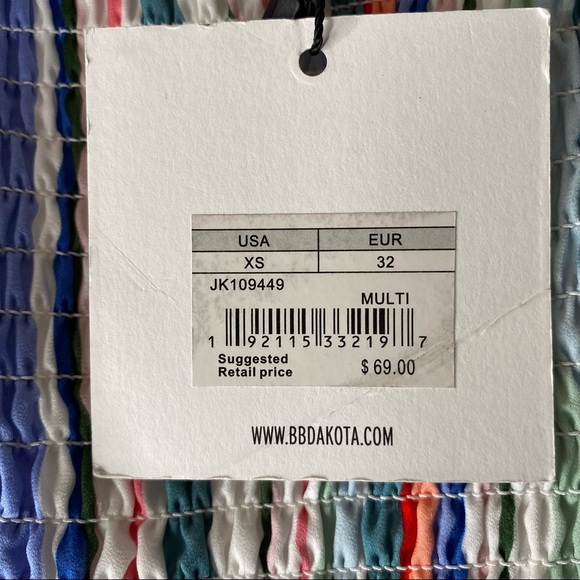 USA EUR
XS 32
JK109449
MULTI
1 92115 33219 7
Suggested
Retail price $ 69.00
WWW.BBDAKOTA.COM